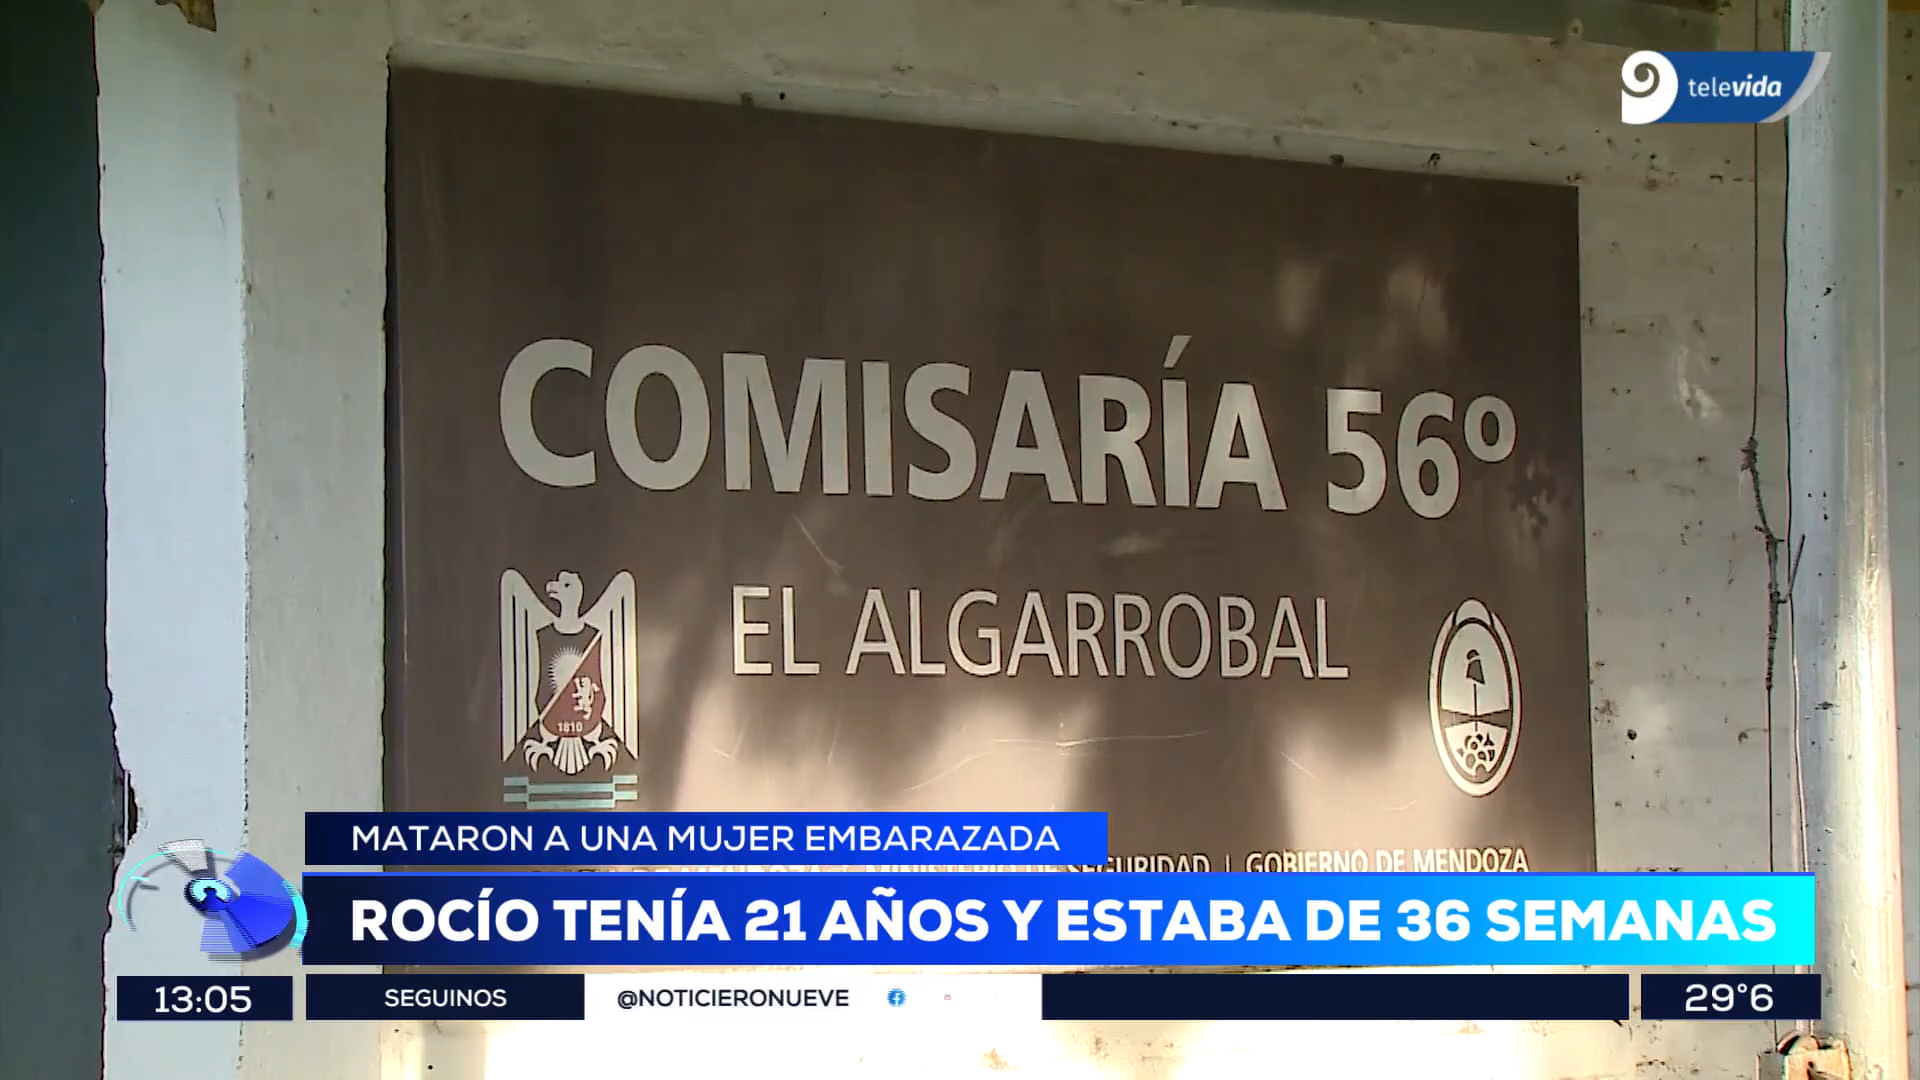 televida
COMISARÍA 56º
EL ALGARROBAL
1810
SEGURIDAD | GOBIERNO DE MENDOZA
MATARON A UNA MUJER EMBARAZADA
ROCÍO TENÍA 21 AÑOS Y ESTABA DE 36 SEMANAS
13:05
SEGUINOS
@NOTICIERONUEVE
29°6